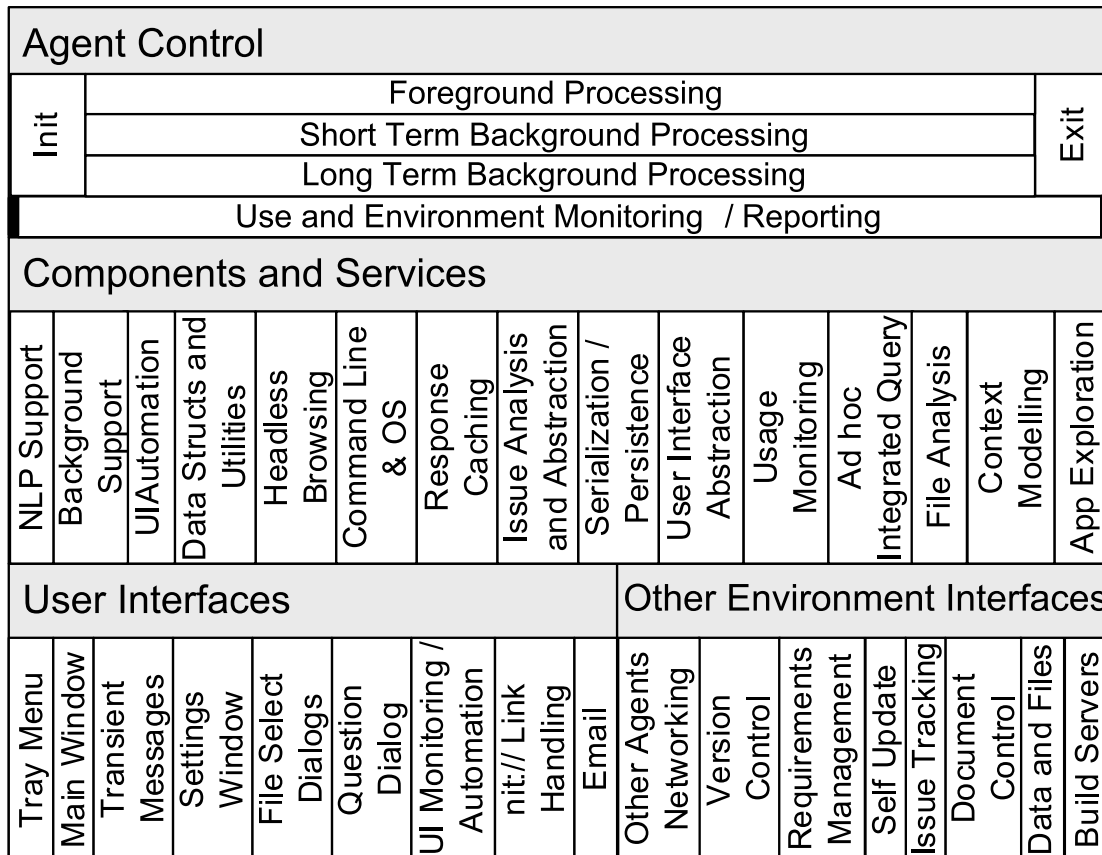 Agent Control
Init
Foreground Processing
Short Term Background Processing
Long Term Background Processing
Exit
Use and Environment Monitoring / Reporting
Components and Services
NLP Support
Background
Support
UIAutomation
Data Structs and
Utilities
Headless
Browsing
Command Line
& OS
Response
Caching
Issue Analysis
and Abstraction
Serialization /
Persistence
User Interface
Abstraction
Usage
Monitoring
Ad hoc
Integrated Query
File Analysis
Context
Modelling
App Exploration
User Interfaces
Other Environment Interfaces
Tray Menu
Main Window
Transient
Messages
Settings
Window
File Select
Dialogs
Question
Dialog
UI Monitoring /
Automation
nit:// Link
Handling
Email
Other Agents
Networking
Version
Control
Requirements
Management
Self Update
Issue Tracking
Document
Control
Data and Files
Build Servers